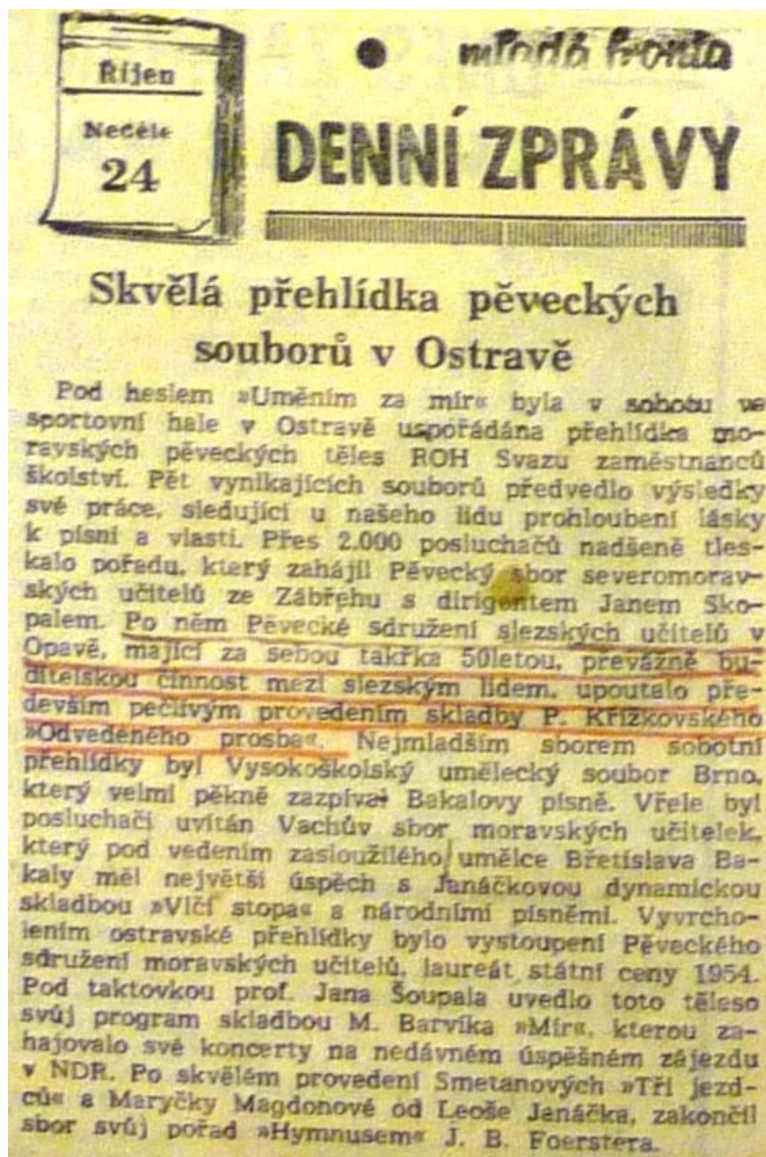 Říjen
Neděle
24
mladá fronta
DENNÍ ZPRÁVY
Skvělá přehlídka pěveckých
souborů v Ostravě
Pod heslem »Uměním za mír« byla v sobotu ve
sportovní hale v Ostravě uspořádána přehlídka mo-
ravských pěveckých těles ROH Svazu zaměstnanců
školství. Pět vynikajících souborů předvedlo výsledky
své práce, sledující u našeho lidu prohloubení lásky
k písni a vlasti. Přes 2.000 posluchačů nadšeně tles-
kalo pořadu, který zahájil Pěvecký sbor severomorav-
ských učitelů ze Zábřehu s dirigentem Janem Sko-
palem. Po něm Pěvecké sdružení slezských učitelů v
Opavě, mající za sebou takřka 50letou, převážně bu-
ditelskou činnost mezi slezským lidem, upoutalo pře-
devším pečlivým provedením skladby P. Křížkovského
»Odvedeného prosba«. Nejmladším sborem sobotní
přehlídky byl Vysokoškolský umělecký soubor Brno,
který velmi pěkně zazpíval Bakalovy písně. Vřele byl
posluchači uvítán Vachův sbor moravských učitelek,
který pod vedením zasloužilého umělce Břetislava Ba-
kaly měl největší úspěch s Janáčkovou dynamickou
skladbou »Vlčí stopa« a národními písněmi. Vyvrcho-
lením ostravské přehlídky bylo vystoupení Pěveckého
sdružení moravských učitelů, laureát státní ceny 1954.
Pod taktovkou prof. Jana Šoupala uvedlo toto těleso
svůj program skladbou M. Barvíka »Mír«, kterou za-
hajovalo své koncerty na nedávném úspěšném zájezdu
v NDR. Po skvělém provedení Smetanových »Tří jezd-
ců« a Maryčky Magdonové od Leoše Janáčka, zakončil
sbor svůj pořad »Hymnusem« J. B. Foerstera.